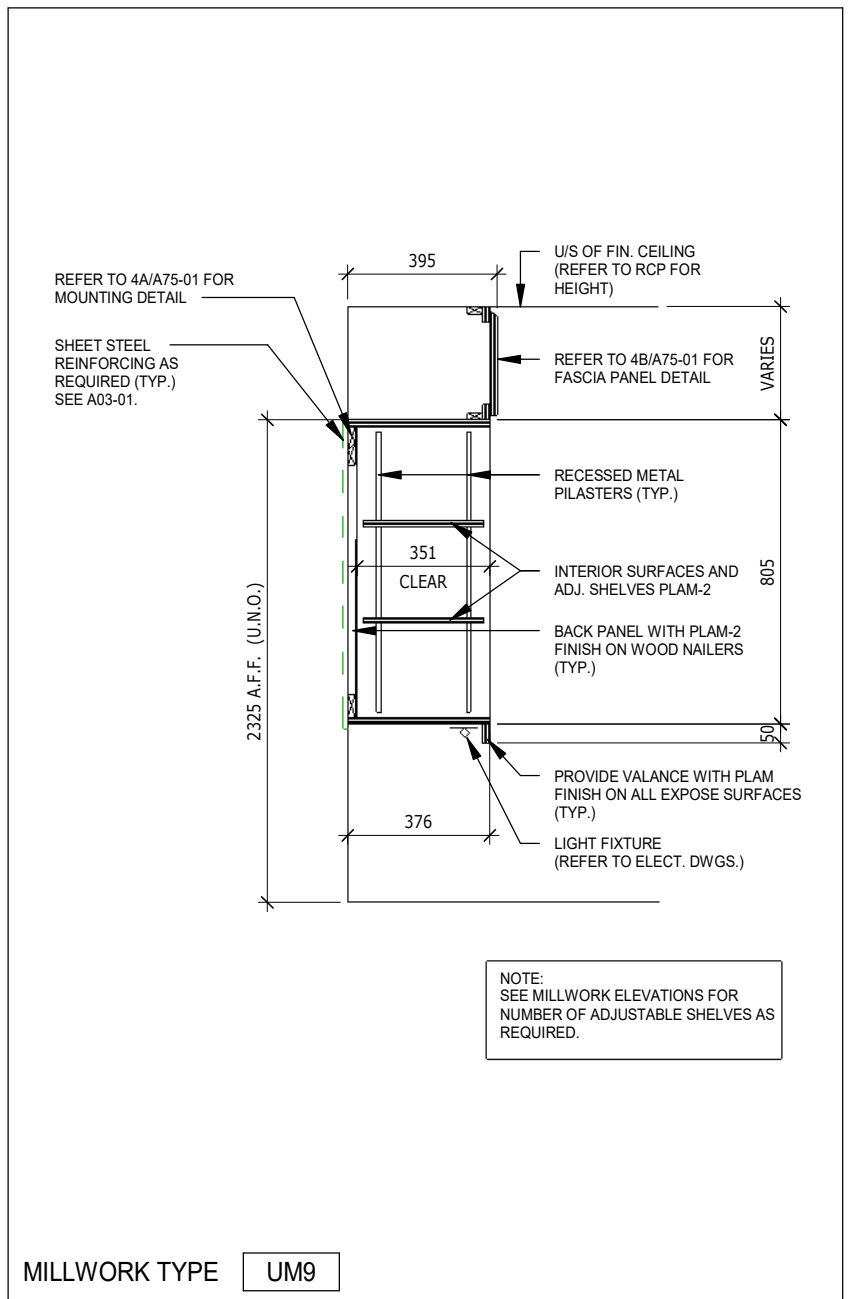 395
U/S OF FIN. CEILING
(REFER TO RCP FOR
HEIGHT)
REFER TO 4A/A75-01 FOR
MOUNTING DETAIL
SHEET STEEL
REINFORCING AS
REQUIRED (TYP.)
SEE A03-01.
VARIES
REFER TO 4B/A75-01 FOR
FASCIA PANEL DETAIL
RECESSED METAL
PILASTERS (TYP.)
351
CLEAR
INTERIOR SURFACES AND
ADJ. SHELVES PLAM-2
805
BACK PANEL WITH PLAM-2
FINISH ON WOOD NAILERS
(TYP.)
2325 A.F.F. (U.N.O.)
50
PROVIDE VALANCE WITH PLAM
FINISH ON ALL EXPOSE SURFACES
(TYP.)
376
LIGHT FIXTURE
(REFER TO ELECT. DWGS.)
NOTE:
SEE MILLWORK ELEVATIONS FOR
NUMBER OF ADJUSTABLE SHELVES AS
REQUIRED.
MILLWORK TYPE UM9